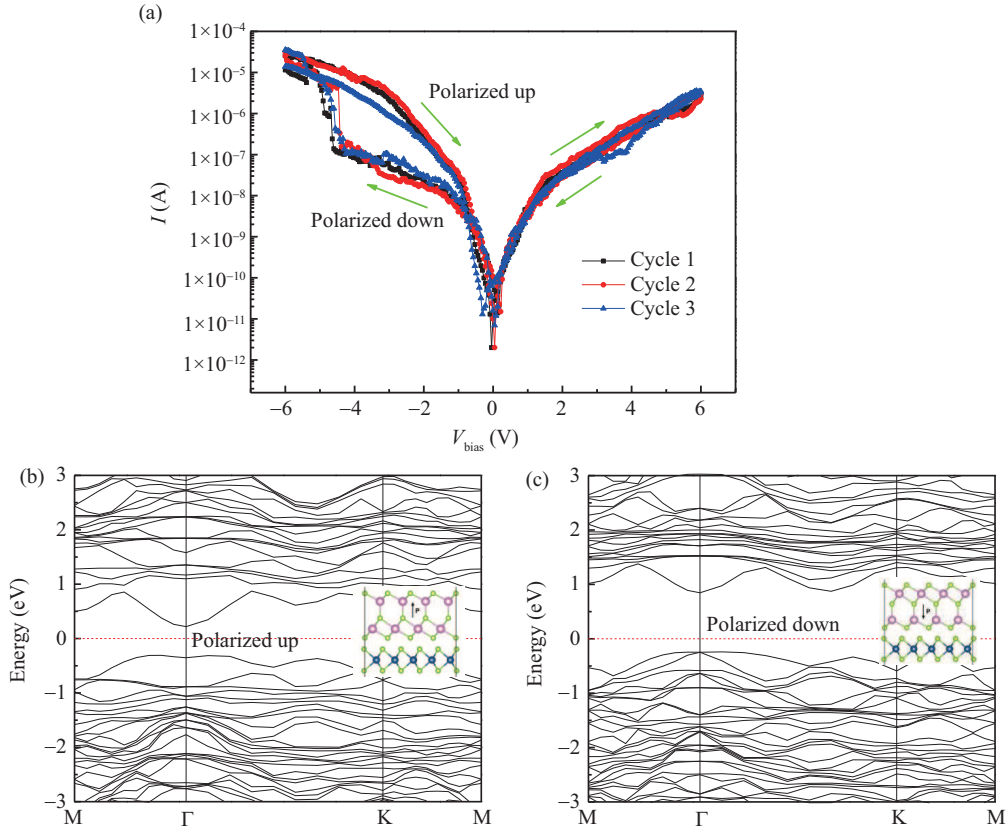 (a)
1×10⁻⁴
1×10⁻⁵
1×10⁻⁶
1×10⁻⁷
1×10⁻⁸
1×10⁻⁹
1×10⁻¹⁰
1×10⁻¹¹
1×10⁻¹²
I (A)
Polarized up
Polarized down
Cycle 1
Cycle 2
Cycle 3
−6 −4 −2 0 2 4 6
V_bias (V)
(b)
3
2
1
0
−1
−2
−3
Energy (eV)
Polarized up
P
M Γ K M
(c)
3
2
1
0
−1
−2
−3
Energy (eV)
Polarized down
P
M Γ K M